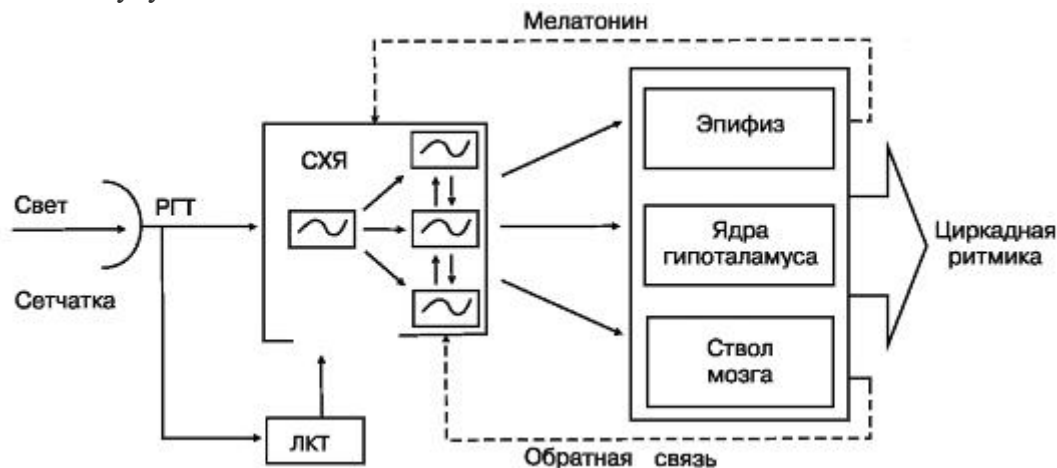 Мелатонин
Эпифиз
СХЯ
Свет
РГТ
Ядра
гипоталамуса
Циркадная
ритмика
Сетчатка
Ствол
мозга
ЛКТ
Обратная связь